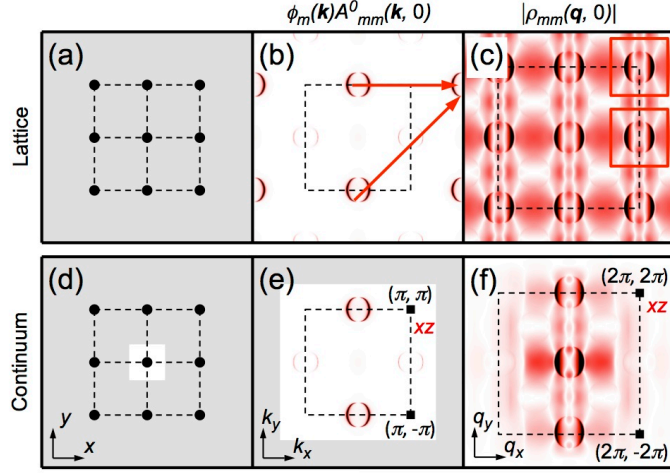 ϕm(k)A⁰mm(k, 0)
|ρmm(q, 0)|
(a)
(b)
(c)
Lattice
(d)
(e)
(f)
(π, π)
xz
(2π, 2π)
xz
Continuum
y
x
ky
kx
(π, -π)
qy
qx
(2π, -2π)